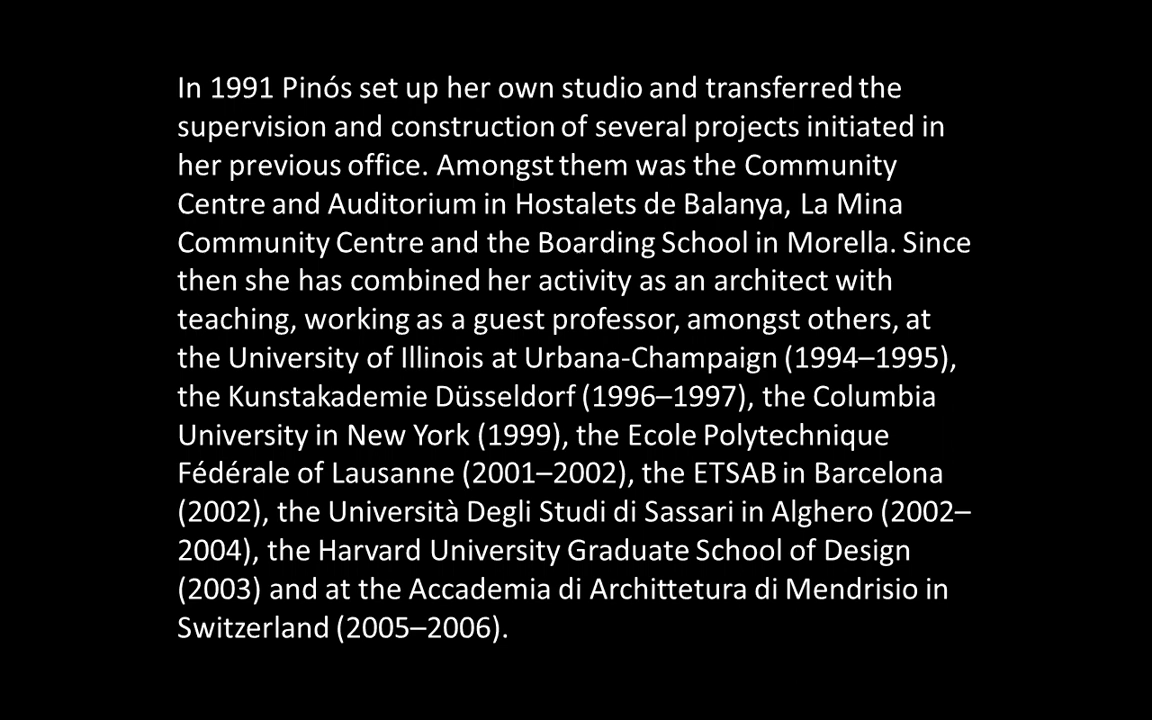 In 1991 Pinós set up her own studio and transferred the
supervision and construction of several projects initiated in
her previous office. Amongst them was the Community
Centre and Auditorium in Hostalets de Balanya, La Mina
Community Centre and the Boarding School in Morella. Since
then she has combined her activity as an architect with
teaching, working as a guest professor, amongst others, at
the University of Illinois at Urbana-Champaign (1994–1995),
the Kunstakademie Düsseldorf (1996–1997), the Columbia
University in New York (1999), the Ecole Polytechnique
Fédérale of Lausanne (2001–2002), the ETSAB in Barcelona
(2002), the Università Degli Studi di Sassari in Alghero (2002–
2004), the Harvard University Graduate School of Design
(2003) and at the Accademia di Archittetura di Mendrisio in
Switzerland (2005–2006).